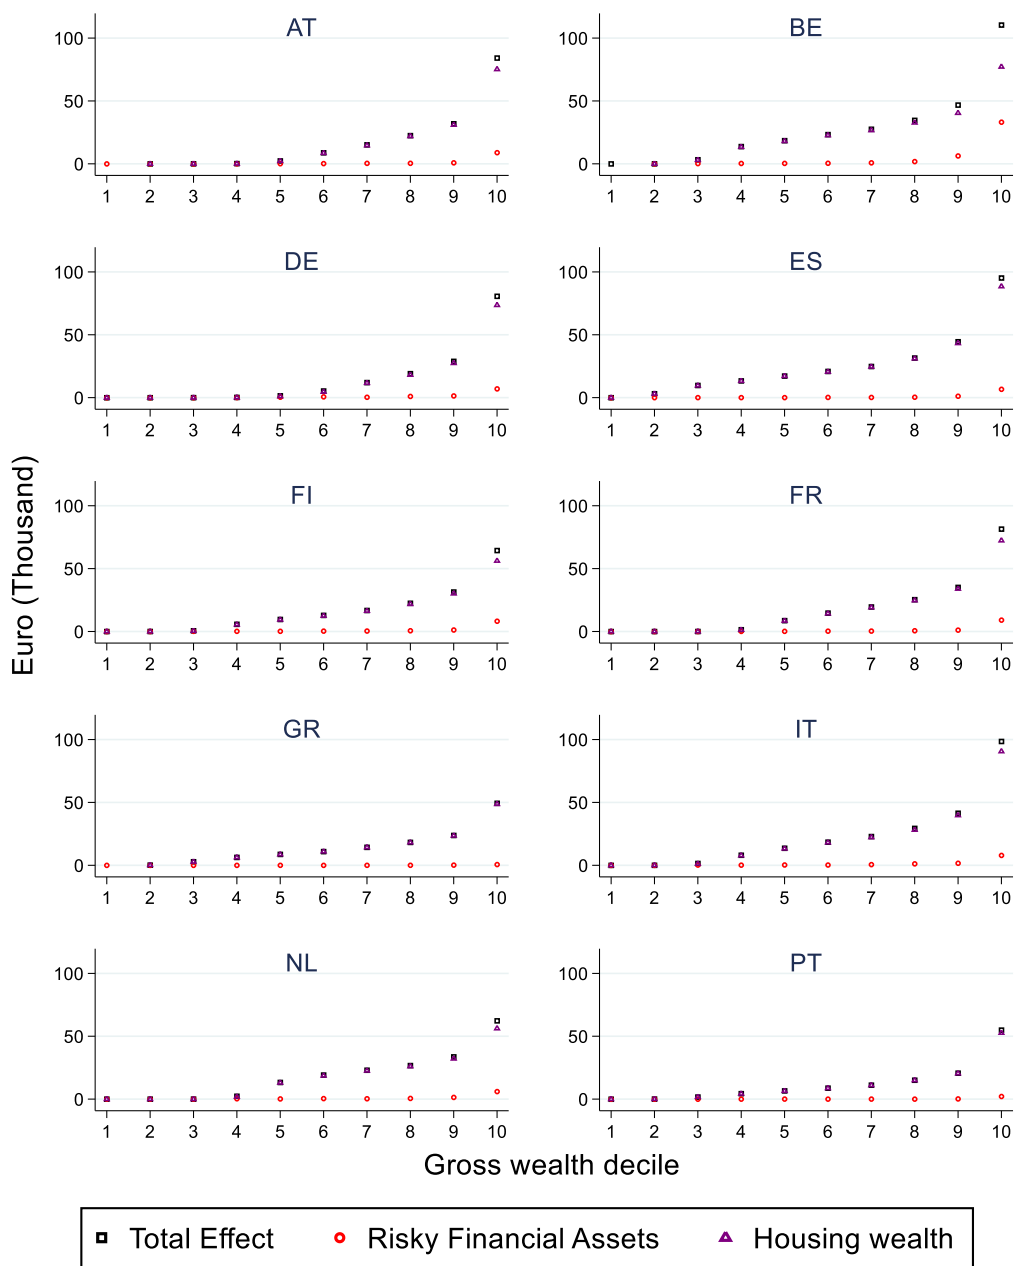 AT BE
100 100
50 50
0 0
1 2 3 4 5 6 7 8 9 10 1 2 3 4 5 6 7 8 9 10
DE ES
100 100
50 50
0 0
1 2 3 4 5 6 7 8 9 10 1 2 3 4 5 6 7 8 9 10
Euro (Thousand)
FI FR
100 100
50 50
0 0
1 2 3 4 5 6 7 8 9 10 1 2 3 4 5 6 7 8 9 10
GR IT
100 100
50 50
0 0
1 2 3 4 5 6 7 8 9 10 1 2 3 4 5 6 7 8 9 10
NL PT
100 100
50 50
0 0
1 2 3 4 5 6 7 8 9 10 1 2 3 4 5 6 7 8 9 10
Gross wealth decile
Total Effect Risky Financial Assets Housing wealth